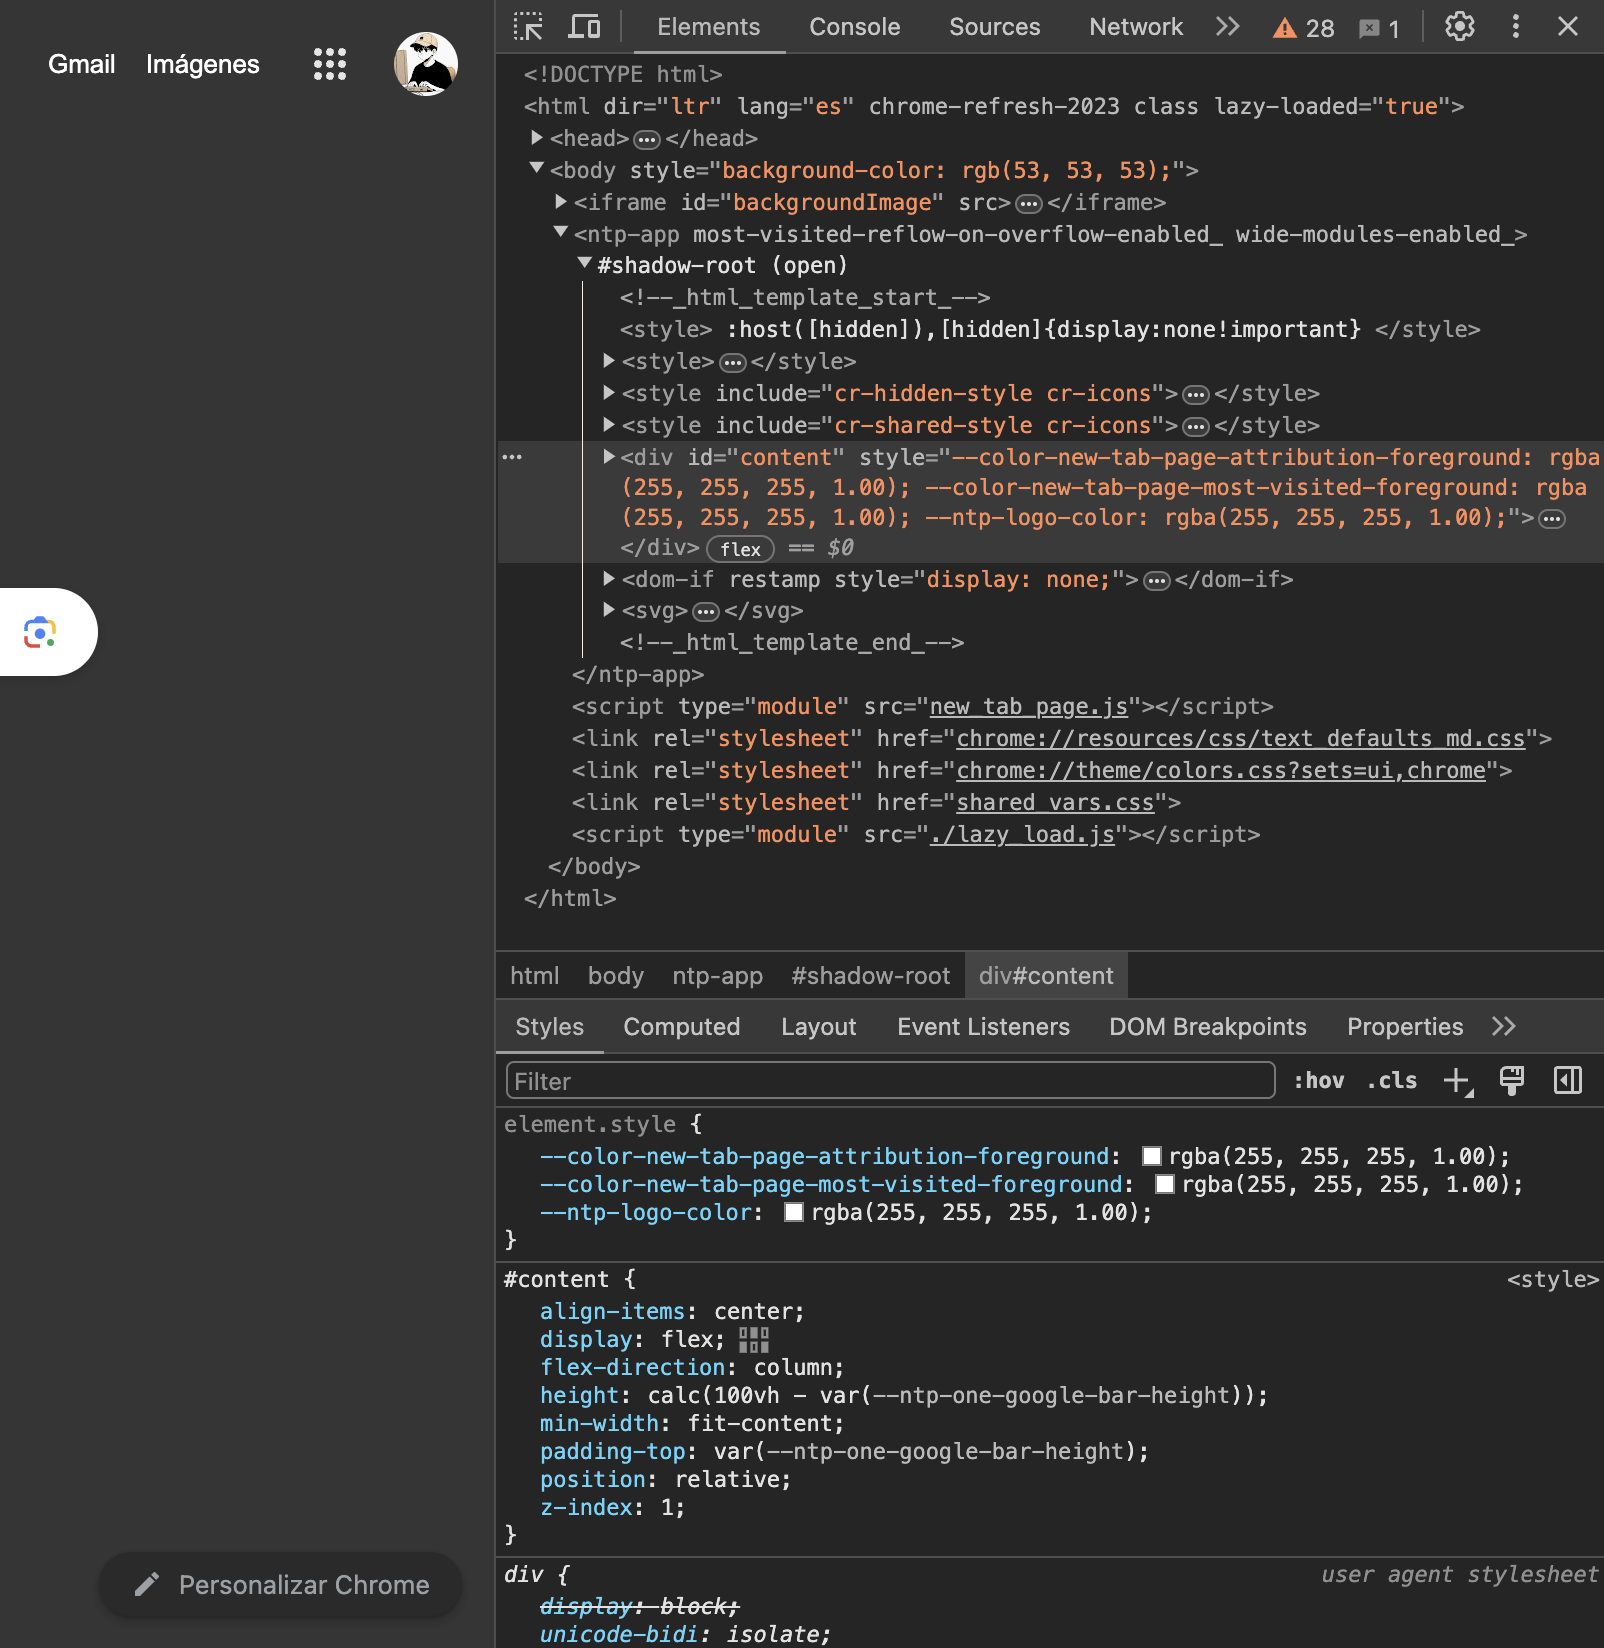 Gmail Imágenes
Elements Console Sources Network 28 1
<!DOCTYPE html>
<html dir="ltr" lang="es" chrome-refresh-2023 class lazy-loaded="true">
<head>…</head>
<body style="background-color: rgb(53, 53, 53);">
<iframe id="backgroundImage" src>…</iframe>
<ntp-app most-visited-reflow-on-overflow-enabled_ wide-modules-enabled_>
#shadow-root (open)
<!--_html_template_start_-->
<style> :host([hidden]),[hidden]{display:none!important} </style>
<style>…</style>
<style include="cr-hidden-style cr-icons">…</style>
<style include="cr-shared-style cr-icons">…</style>
<div id="content" style="--color-new-tab-page-attribution-foreground: rgba
(255, 255, 255, 1.00); --color-new-tab-page-most-visited-foreground: rgba
(255, 255, 255, 1.00); --ntp-logo-color: rgba(255, 255, 255, 1.00);">…
</div> flex == $0
<dom-if restamp style="display: none;">…</dom-if>
<svg>…</svg>
<!--_html_template_end_-->
</ntp-app>
<script type="module" src="new_tab_page.js"></script>
<link rel="stylesheet" href="chrome://resources/css/text_defaults_md.css">
<link rel="stylesheet" href="chrome://theme/colors.css?sets=ui,chrome">
<link rel="stylesheet" href="shared_vars.css">
<script type="module" src="./lazy_load.js"></script>
</body>
</html>
html body ntp-app #shadow-root div#content
Styles Computed Layout Event Listeners DOM Breakpoints Properties
Filter :hov .cls
element.style {
--color-new-tab-page-attribution-foreground: rgba(255, 255, 255, 1.00);
--color-new-tab-page-most-visited-foreground: rgba(255, 255, 255, 1.00);
--ntp-logo-color: rgba(255, 255, 255, 1.00);
}
#content { <style>
align-items: center;
display: flex;
flex-direction: column;
height: calc(100vh - var(--ntp-one-google-bar-height));
min-width: fit-content;
padding-top: var(--ntp-one-google-bar-height);
position: relative;
z-index: 1;
}
div { user agent stylesheet
display: block;
unicode-bidi: isolate;
Personalizar Chrome